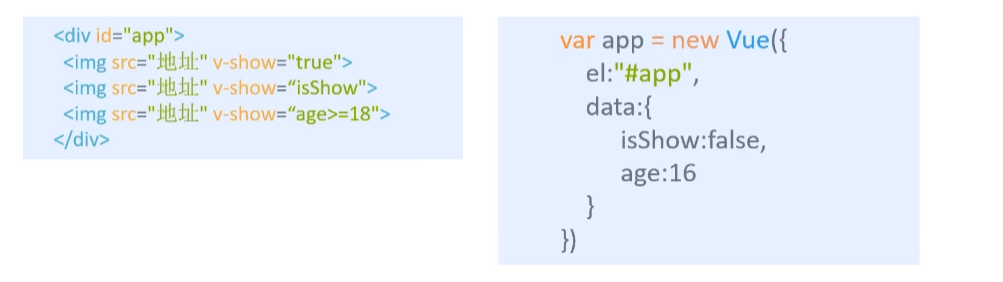 <div id="app">
<img src="地址" v-show="true">
<img src="地址" v-show=“isShow">
<img src="地址" v-show=“age>=18">
</div>
var app = new Vue({
el:"#app",
data:{
isShow:false,
age:16
}
})